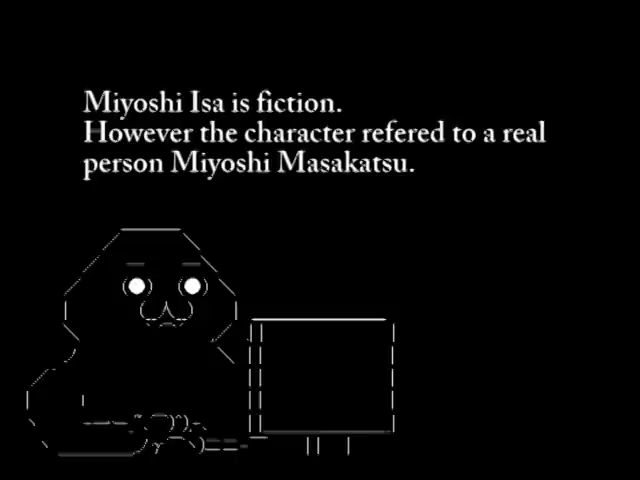 Miyoshi Isa is fiction.
However the character refered to a real
person Miyoshi Masakatsu.